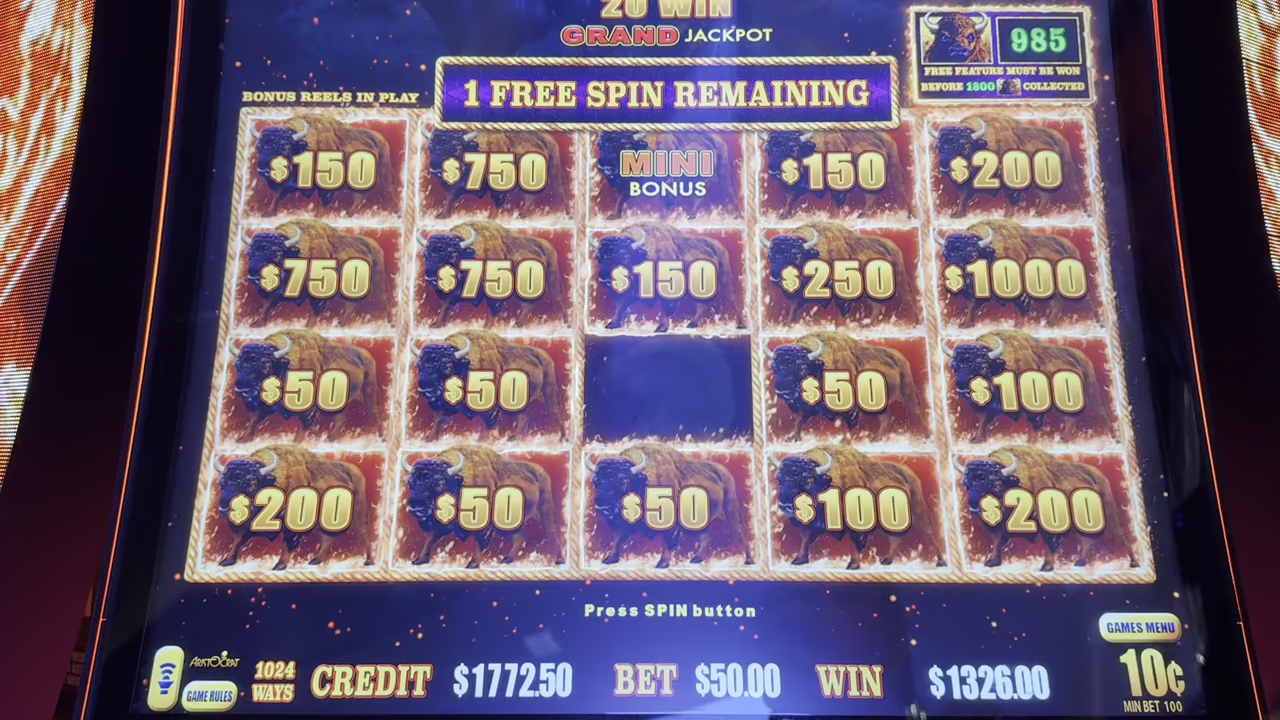 20 WIN
GRAND JACKPOT
985
FREE FEATURE MUST BE WON
BEFORE 1800 COLLECTED
1 FREE SPIN REMAINING
BONUS REELS IN PLAY
$150 $750 MINI BONUS $150 $200
$750 $750 $150 $250 $1000
$50 $50 $50 $100
$200 $50 $50 $100 $200
Press SPIN button
GAMES MENU
ARISTOCRAT
GAME RULES
1024 WAYS
CREDIT $1772.50 BET $50.00 WIN $1326.00
10¢
MIN BET 100